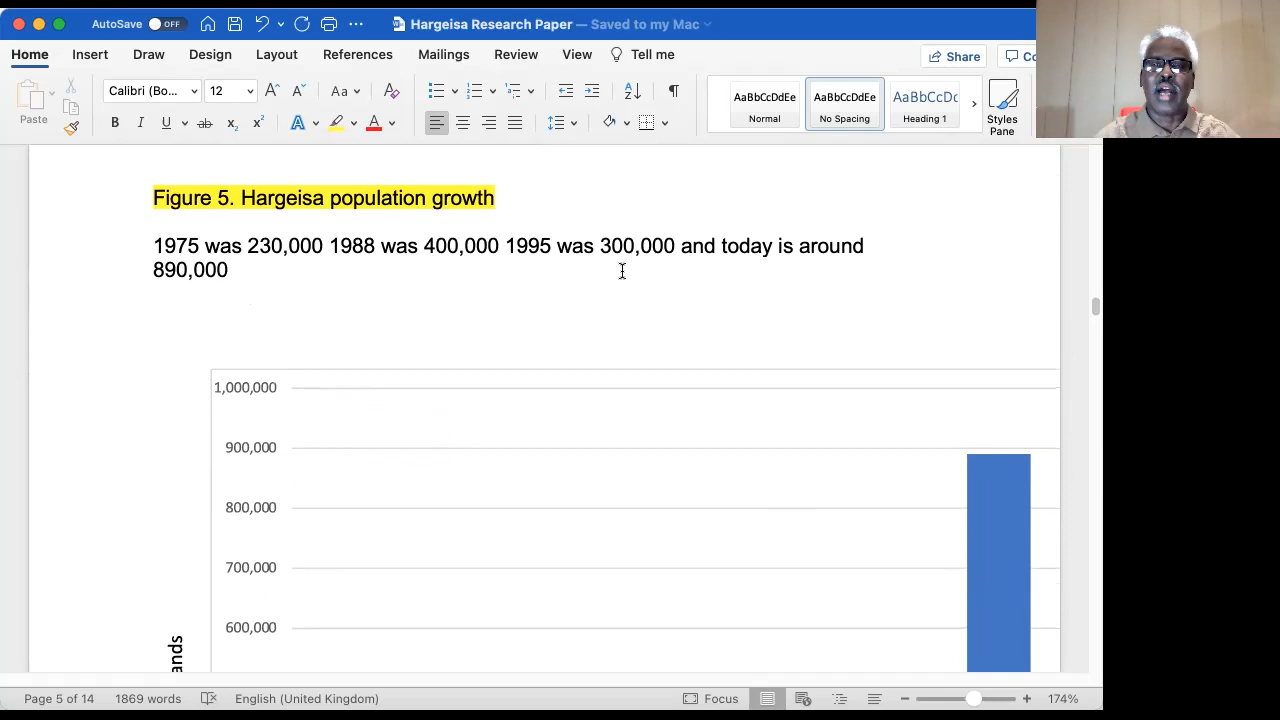 AutoSave OFF
Hargeisa Research Paper — Saved to my Mac
Home Insert Draw Design Layout References Mailings Review View Tell me
Share Co
Paste
Calibri (Bo... 12
Aa
AaBbCcDdEe AaBbCcDdEe AaBbCcDc
Normal No Spacing Heading 1
Styles
Pane
Figure 5. Hargeisa population growth
1975 was 230,000 1988 was 400,000 1995 was 300,000 and today is around
890,000
1,000,000
900,000
800,000
700,000
600,000
ands
Page 5 of 14 1869 words English (United Kingdom) Focus 174%